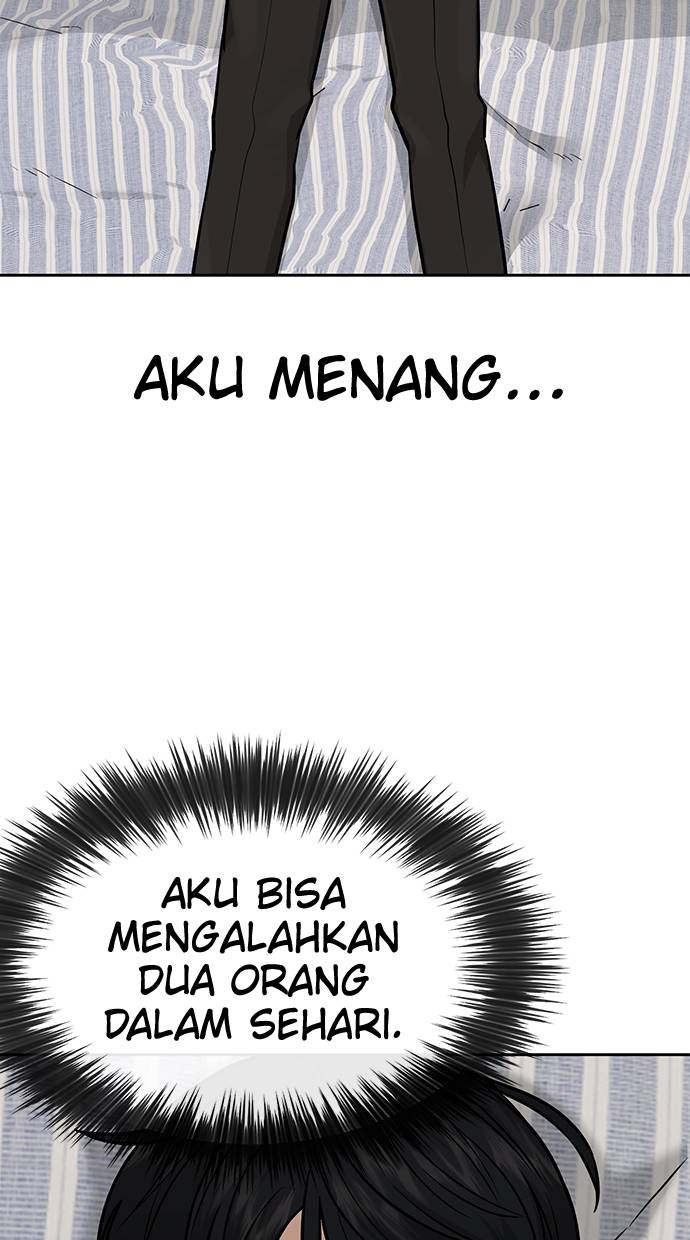 AKU MENANG...
AKU BISA
MENGALAHKAN
DUA ORANG
DALAM SEHARI.